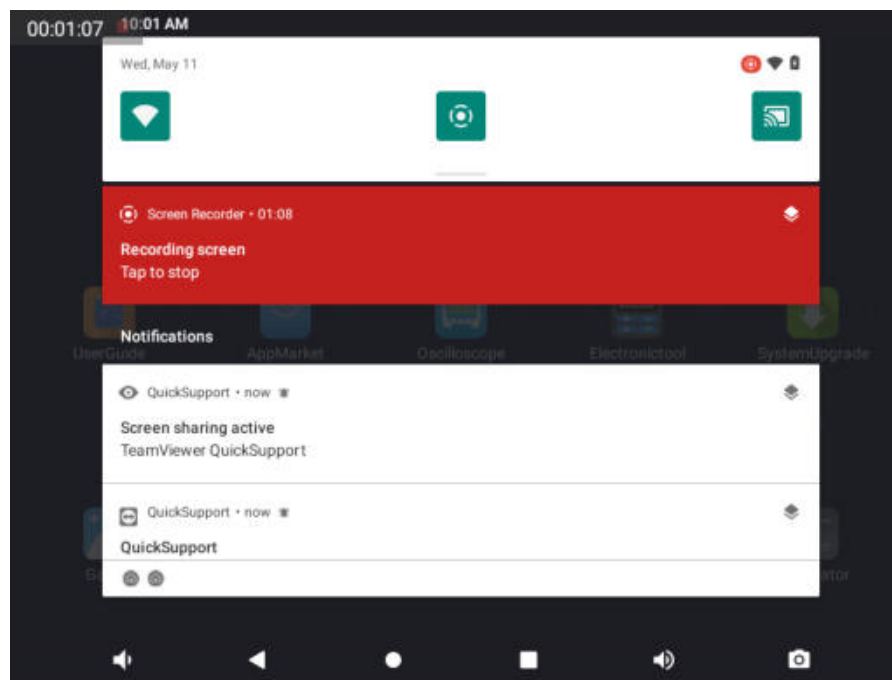 00:01:07
10:01 AM
Wed, May 11
Screen Recorder • 01:08
Recording screen
Tap to stop
Notifications
UserGuide
AppMarket
Oscilloscope
Electronictool
SystemUpgrade
QuickSupport • now
Screen sharing active
TeamViewer QuickSupport
QuickSupport • now
QuickSupport